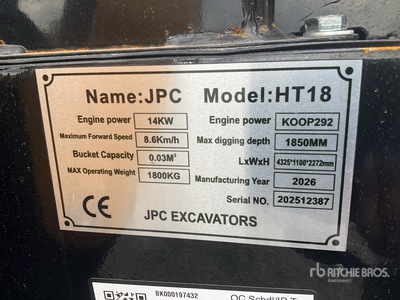 Name:JPC Model:HT18
Engine power 14KW Engine power KOOP292
Maximum Forward Speed 8.6Km/h Max digging depth 1850MM
Bucket Capacity 0.03M³ LxWxH 4325*1100*2272mm
MAX Operating Weight 1800KG Manufacturing Year 2026
Serial NO. 202512387
CE JPC EXCAVATORS
rb RITCHIE BROS.
Auctioneers
BK000197432